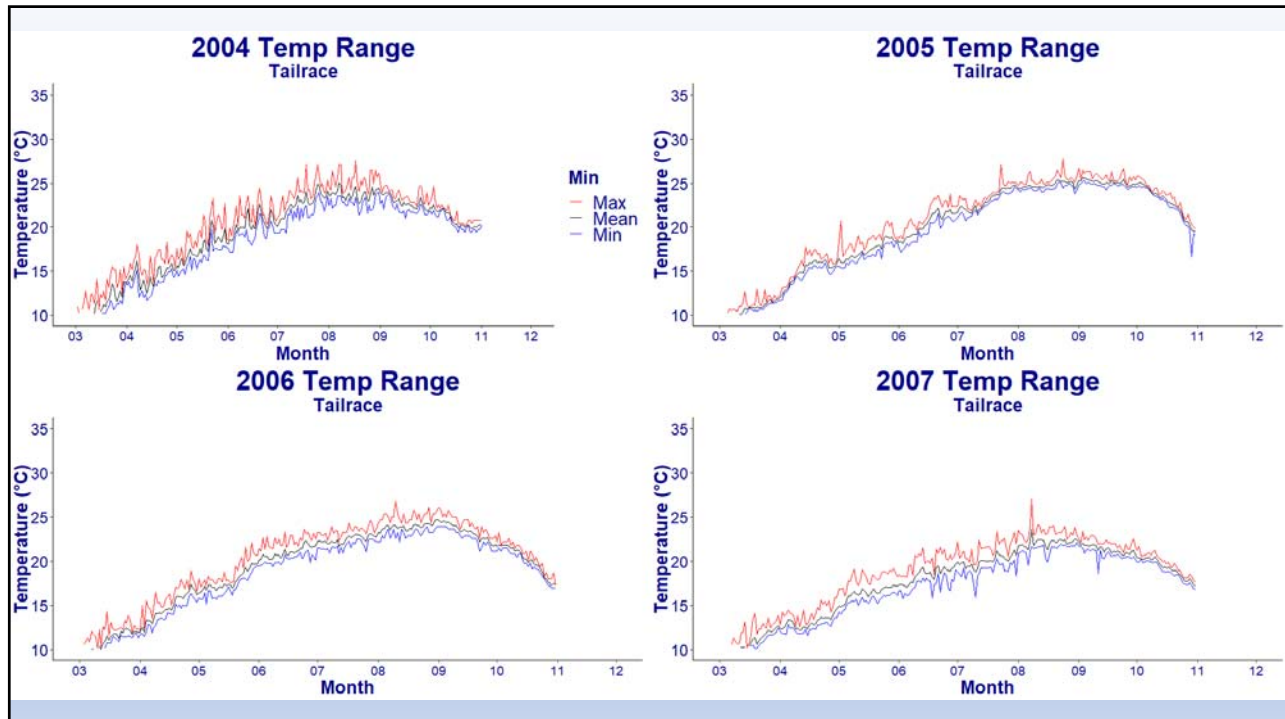 2004 Temp Range
Tailrace
Temperature (°C)
35
30
25
20
15
10
03 04 05 06 07 08 09 10 11 12
Month
Min
Max
Mean
Min
2005 Temp Range
Tailrace
Temperature (°C)
35
30
25
20
15
10
03 04 05 06 07 08 09 10 11 12
Month
2006 Temp Range
Tailrace
Temperature (°C)
35
30
25
20
15
10
03 04 05 06 07 08 09 10 11 12
Month
2007 Temp Range
Tailrace
Temperature (°C)
35
30
25
20
15
10
03 04 05 06 07 08 09 10 11 12
Month